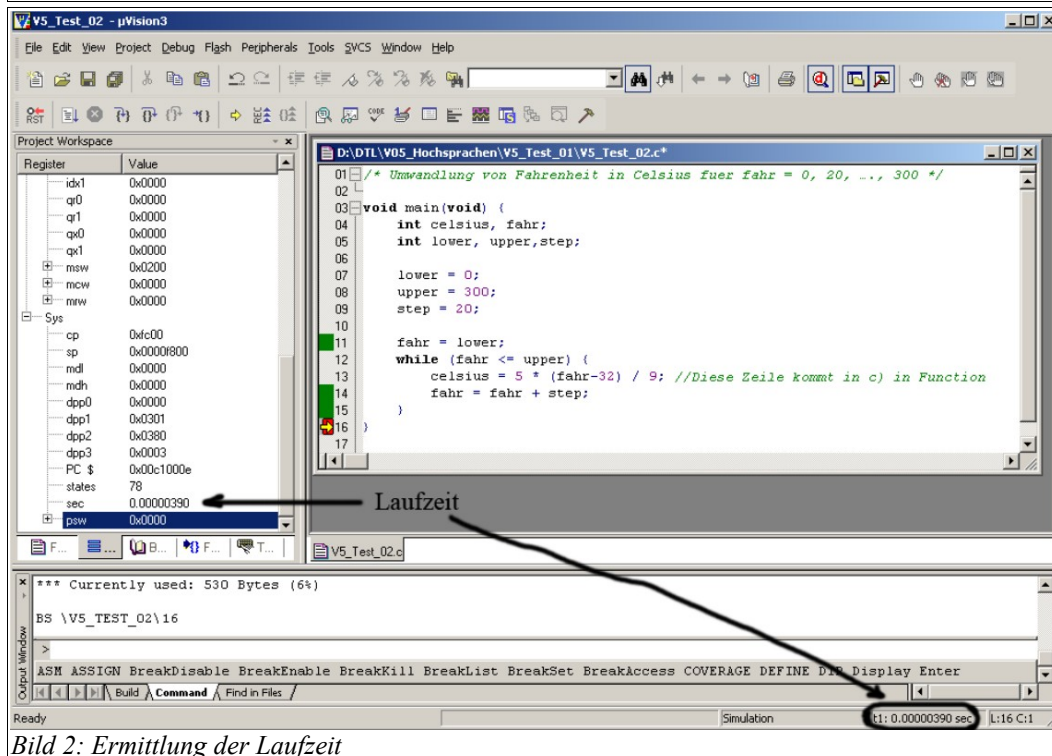 V5_Test_02 - µVision3
File Edit View Project Debug Flash Peripherals Tools SVCS Window Help
Project Workspace
Register Value
idx1 0x0000
qr0 0x0000
qr1 0x0000
qx0 0x0000
qx1 0x0000
msw 0x0200
mcw 0x0000
mrw 0x0000
Sys
cp 0xfc00
sp 0x0000f800
mdl 0x0000
mdh 0x0000
dpp0 0x0000
dpp1 0x0301
dpp2 0x0380
dpp3 0x0003
PC $ 0x00c1000e
states 78
sec 0.00000390
psw 0x0000
F... ... B... F... T...
D:\DTL\V05_Hochsprachen\V5_Test_01\V5_Test_02.c*
01 /* Umwandlung von Fahrenheit in Celsius fuer fahr = 0, 20, …., 300 */
02
03 void main(void) {
04 int celsius, fahr;
05 int lower, upper,step;
06
07 lower = 0;
08 upper = 300;
09 step = 20;
10
11 fahr = lower;
12 while (fahr <= upper) {
13 celsius = 5 * (fahr-32) / 9; //Diese Zeile kommt in c) in Function
14 fahr = fahr + step;
15 }
16 }
17
V5_Test_02.c
Laufzeit
Output Window
*** Currently used: 530 Bytes (6%)
BS \V5_TEST_02\16
>
ASM ASSIGN BreakDisable BreakEnable BreakKill BreakList BreakSet BreakAccess COVERAGE DEFINE DIR Display Enter
Build Command Find in Files
Ready Simulation t1: 0.00000390 sec L:16 C:1
Bild 2: Ermittlung der Laufzeit